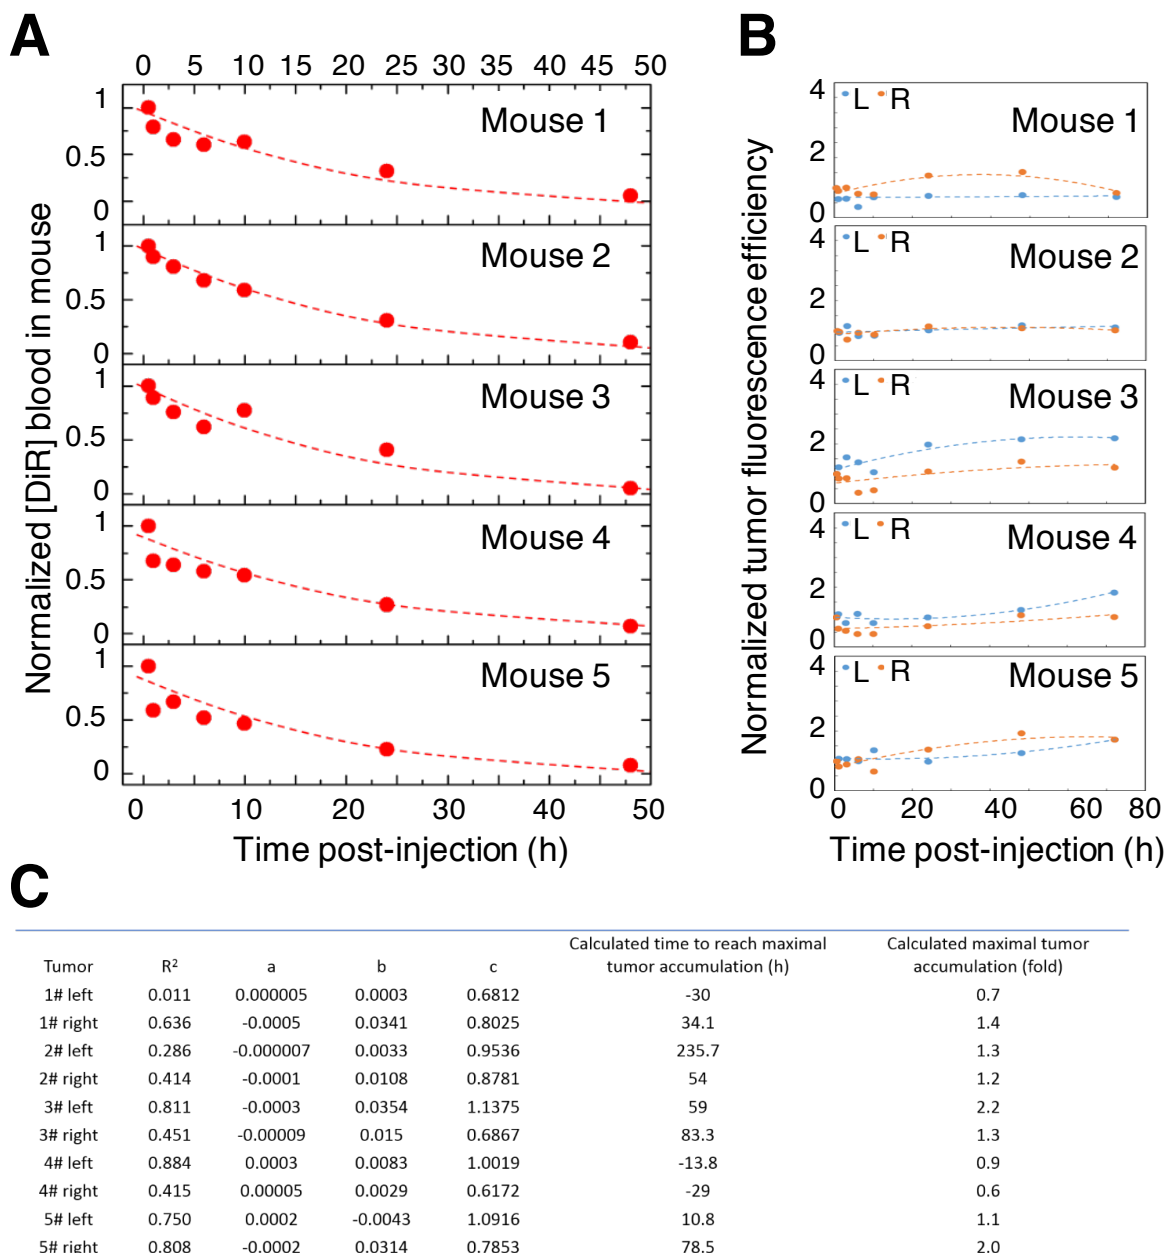 A
B
0 5 10 15 20 25 35 30 35 40 45 50
Normalized [DiR] blood in mouse
1
0.5
0
Mouse 1
1
0.5
0
Mouse 2
1
0.5
0
Mouse 3
1
0.5
0
Mouse 4
1
0.5
0
Mouse 5
0 10 20 30 40 50
Time post-injection (h)
Normalized tumor fluorescence efficiency
4
2
0
L R
Mouse 1
4
2
0
L R
Mouse 2
4
2
0
L R
Mouse 3
4
2
0
L R
Mouse 4
4
2
0
L R
Mouse 5
0 20 40 60 80
Time post-injection (h)
C
Tumor R² a b c Calculated time to reach maximal tumor accumulation (h) Calculated maximal tumor accumulation (fold)
1# left 0.011 0.000005 0.0003 0.6812 -30 0.7
1# right 0.636 -0.0005 0.0341 0.8025 34.1 1.4
2# left 0.286 -0.000007 0.0033 0.9536 235.7 1.3
2# right 0.414 -0.0001 0.0108 0.8781 54 1.2
3# left 0.811 -0.0003 0.0354 1.1375 59 2.2
3# right 0.451 -0.00009 0.015 0.6867 83.3 1.3
4# left 0.884 0.0003 0.0083 1.0019 -13.8 0.9
4# right 0.415 0.00005 0.0029 0.6172 -29 0.6
5# left 0.750 0.0002 -0.0043 1.0916 10.8 1.1
5# right 0.808 -0.0002 0.0314 0.7853 78.5 2.0